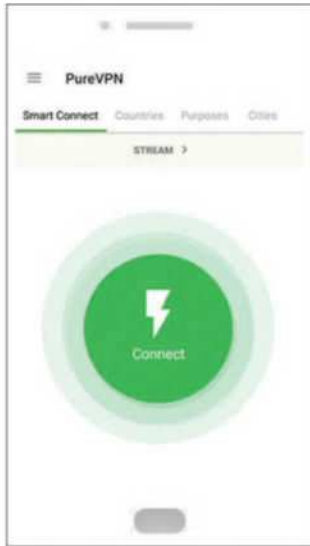 PureVPN
Smart Connect Countries Purposes Cities
STREAM >
Connect